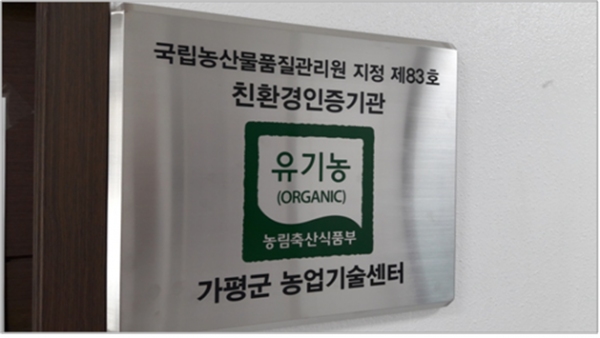 국립농산물품질관리원 지정 제83호
친환경인증기관
유기농
(ORGANIC)
농림축산식품부
가평군 농업기술센터